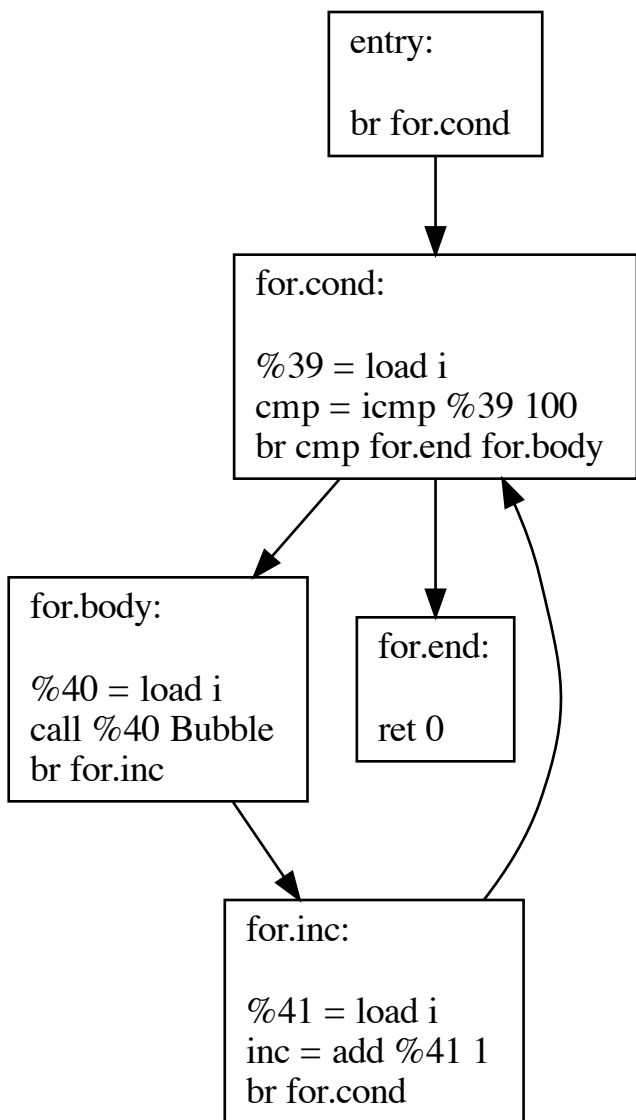 entry:
br for.cond
for.cond:
%39 = load i
cmp = icmp %39 100
br cmp for.end for.body
for.body:
%40 = load i
call %40 Bubble
br for.inc
for.end:
ret 0
for.inc:
%41 = load i
inc = add %41 1
br for.cond